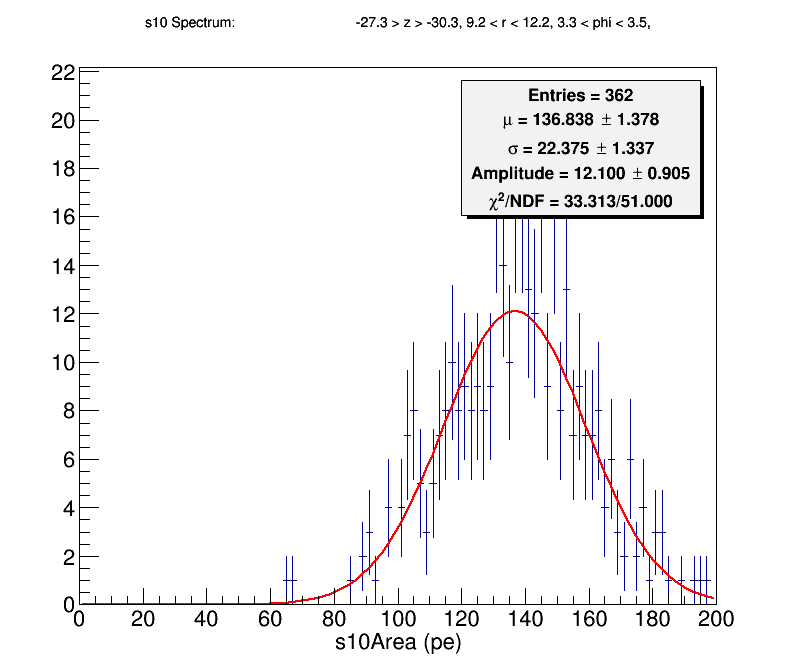 s10 Spectrum: -27.3 > z > -30.3, 9.2 < r < 12.2, 3.3 < phi < 3.5,
Entries = 362
μ = 136.838 ± 1.378
σ = 22.375 ± 1.337
Amplitude = 12.100 ± 0.905
χ²/NDF = 33.313/51.000
22
20
18
16
14
12
10
8
6
4
2
0
0 20 40 60 80 100 120 140 160 180 200
s10Area (pe)